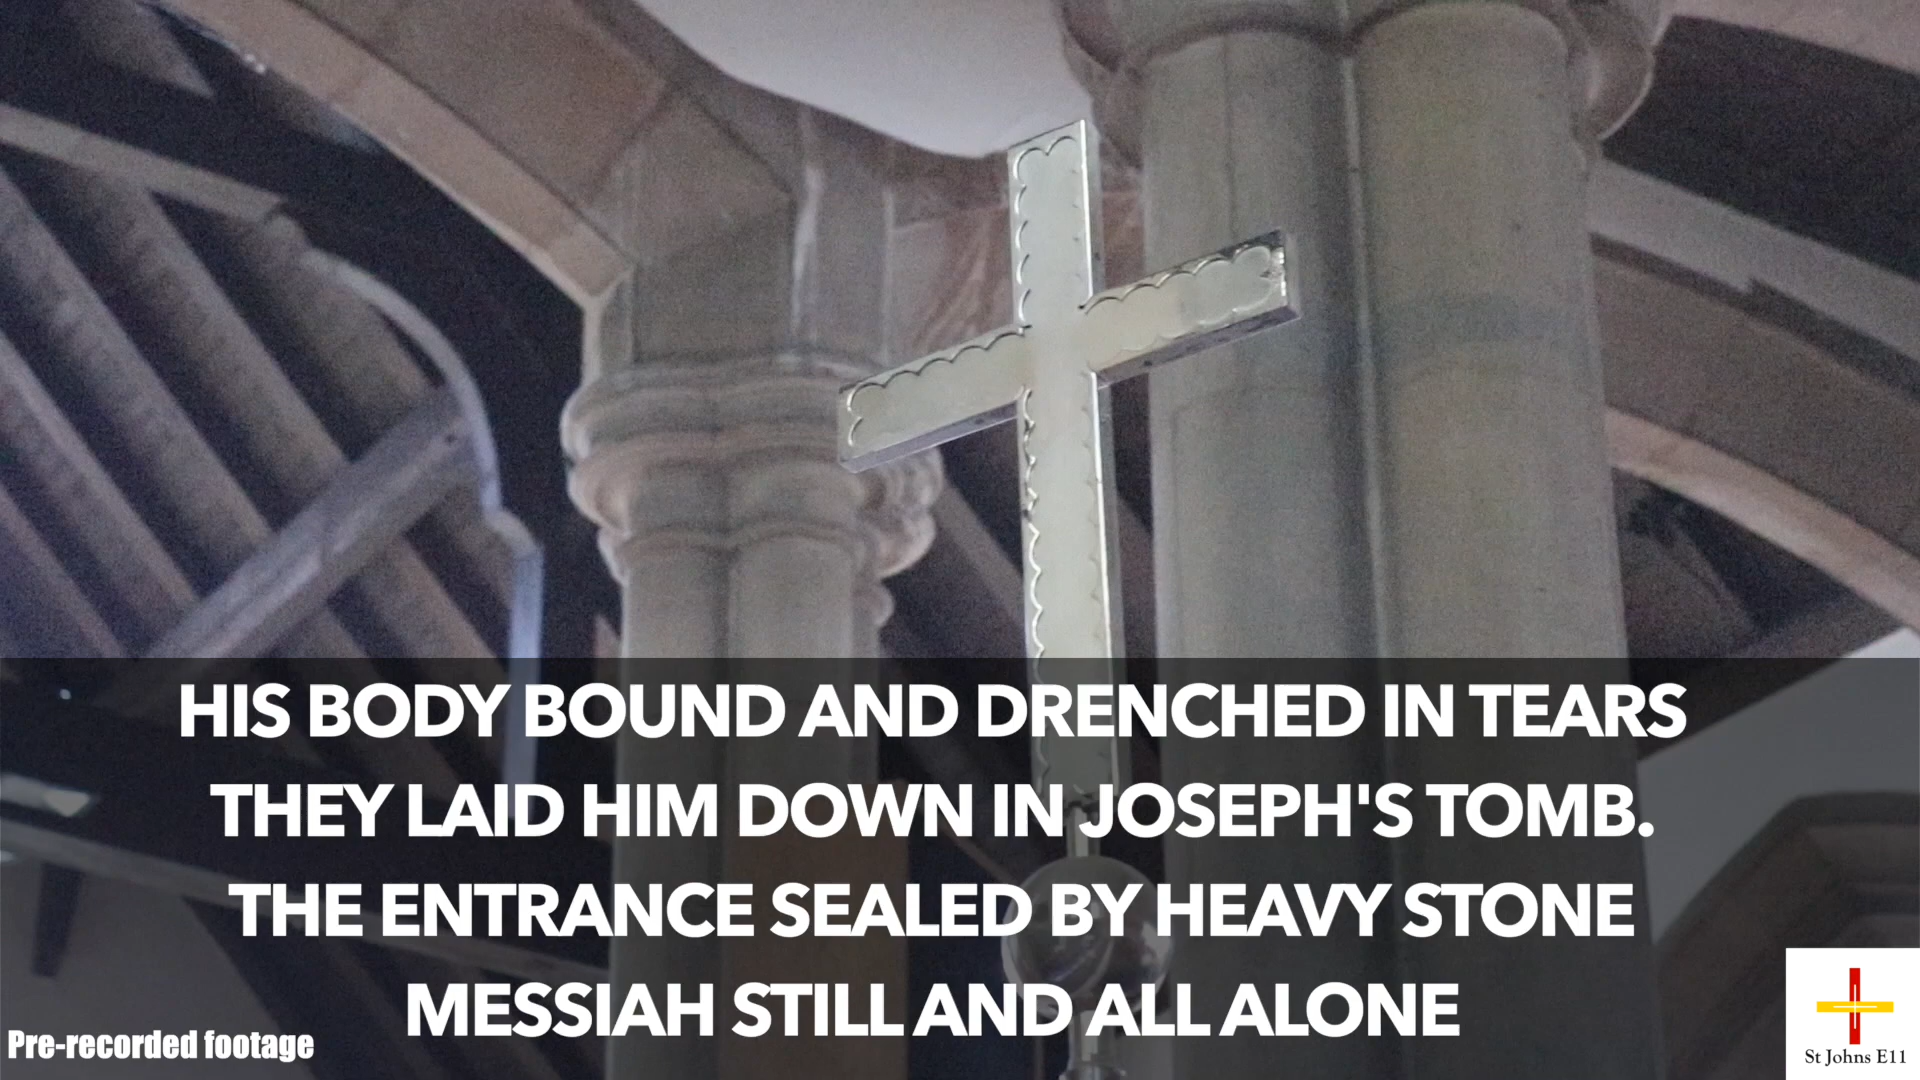 HIS BODY BOUND AND DRENCHED IN TEARS
THEY LAID HIM DOWN IN JOSEPH'S TOMB.
THE ENTRANCE SEALED BY HEAVY STONE
MESSIAH STILL AND ALL ALONE
Pre-recorded footage
St Johns E11